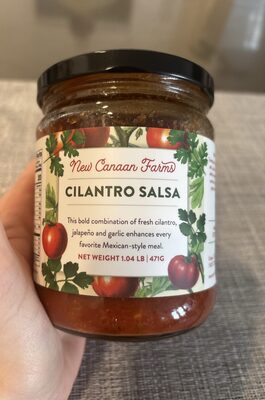 New Canaan Farms
CILANTRO SALSA
This bold combination of fresh cilantro,
jalapeño and garlic enhances every
favorite Mexican-style meal.
NET WEIGHT 1.04 LB | 471G